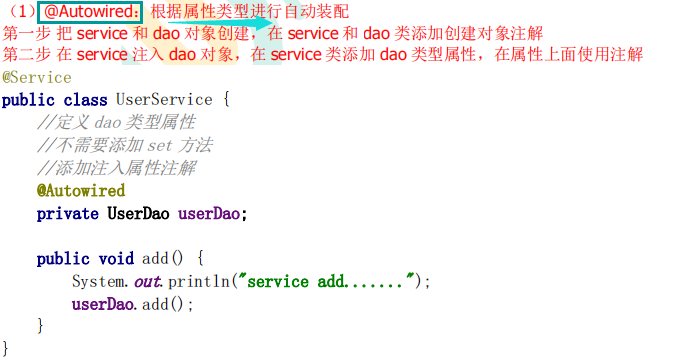 （1）@Autowired：根据属性类型进行自动装配
第一步 把 service 和 dao 对象创建，在 service 和 dao 类添加创建对象注解
第二步 在 service 注入 dao 对象，在 service 类添加 dao 类型属性，在属性上面使用注解
@Service
public class UserService {
    //定义 dao 类型属性
    //不需要添加 set 方法
    //添加注入属性注解
    @Autowired
    private UserDao userDao;
    public void add() {
        System.out.println("service add.......");
        userDao.add();
    }
}